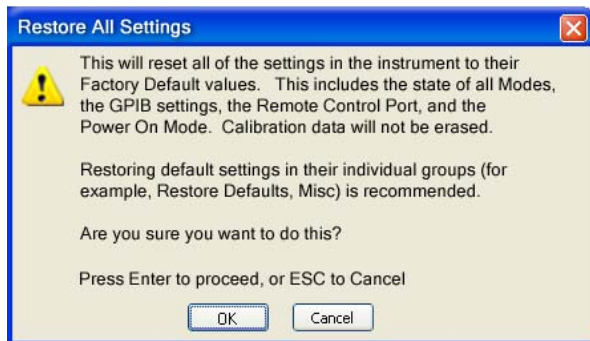 Restore All Settings
This will reset all of the settings in the instrument to their
Factory Default values. This includes the state of all Modes,
the GPIB settings, the Remote Control Port, and the
Power On Mode. Calibration data will not be erased.
Restoring default settings in their individual groups (for
example, Restore Defaults, Misc) is recommended.
Are you sure you want to do this?
Press Enter to proceed, or ESC to Cancel
OK Cancel